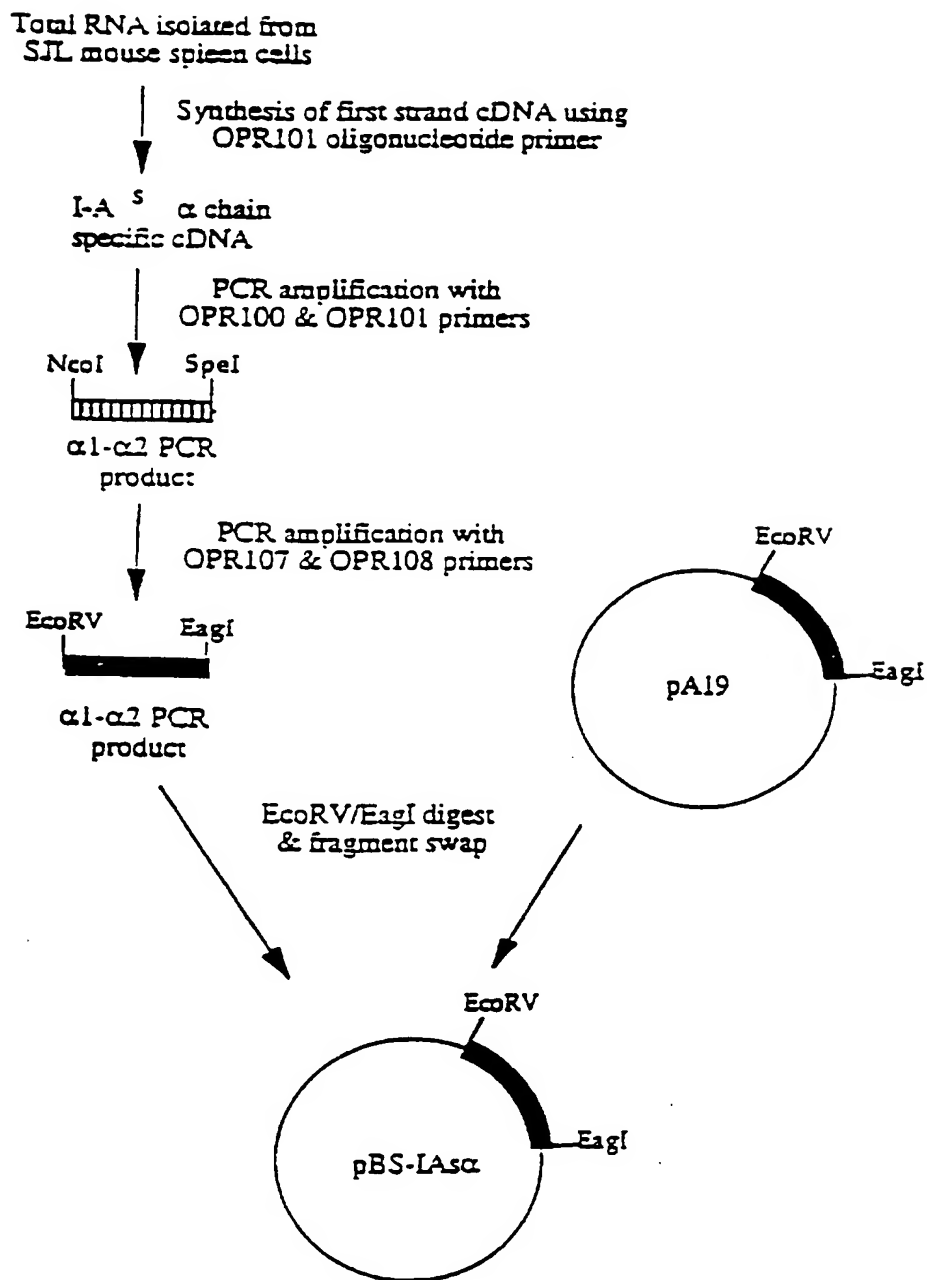 Total RNA isolated from
SJL mouse spleen cells
Synthesis of first strand cDNA using
OPR101 oligonucleotide primer
I-A s α chain
specific cDNA
PCR amplification with
OPR100 & OPR101 primers
NcoI SpeI
α1-α2 PCR
product
PCR amplification with
OPR107 & OPR108 primers
EcoRV EagI
α1-α2 PCR
product
EcoRV
EagI
pA19
EcoRV/EagI digest
& fragment swap
EcoRV
EagI
pBS-IAsα